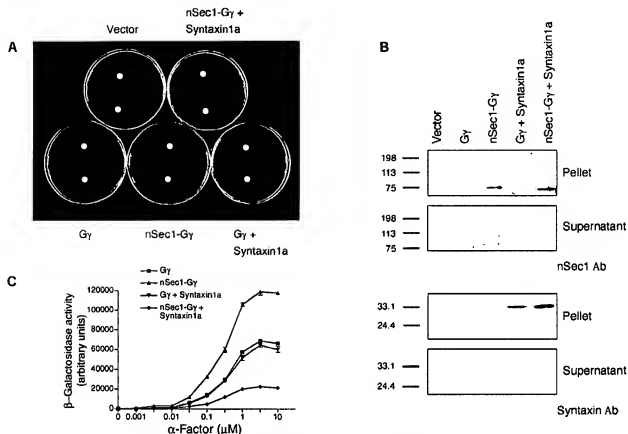 nSec1-Gγ +
Syntaxin1a
Vector
A
Gγ
nSec1-Gγ
Gγ +
Syntaxin1a
B
Vector
Gγ
nSec1-Gγ
Gγ + Syntaxin1a
nSec1-Gγ + Syntaxin1a
198
113
75
Pellet
198
113
75
Supernatant
nSec1 Ab
33.1
24.4
Pellet
33.1
24.4
Supernatant
Syntaxin Ab
C
Gγ
nSec1-Gγ
Gγ + Syntaxin1a
nSec1-Gγ +
Syntaxin1a
β-Galactosidase activity
(arbitrary units)
120000
100000
80000
60000
40000
20000
0
0 0.001 0.01 0.1 1 10
α-Factor (μM)